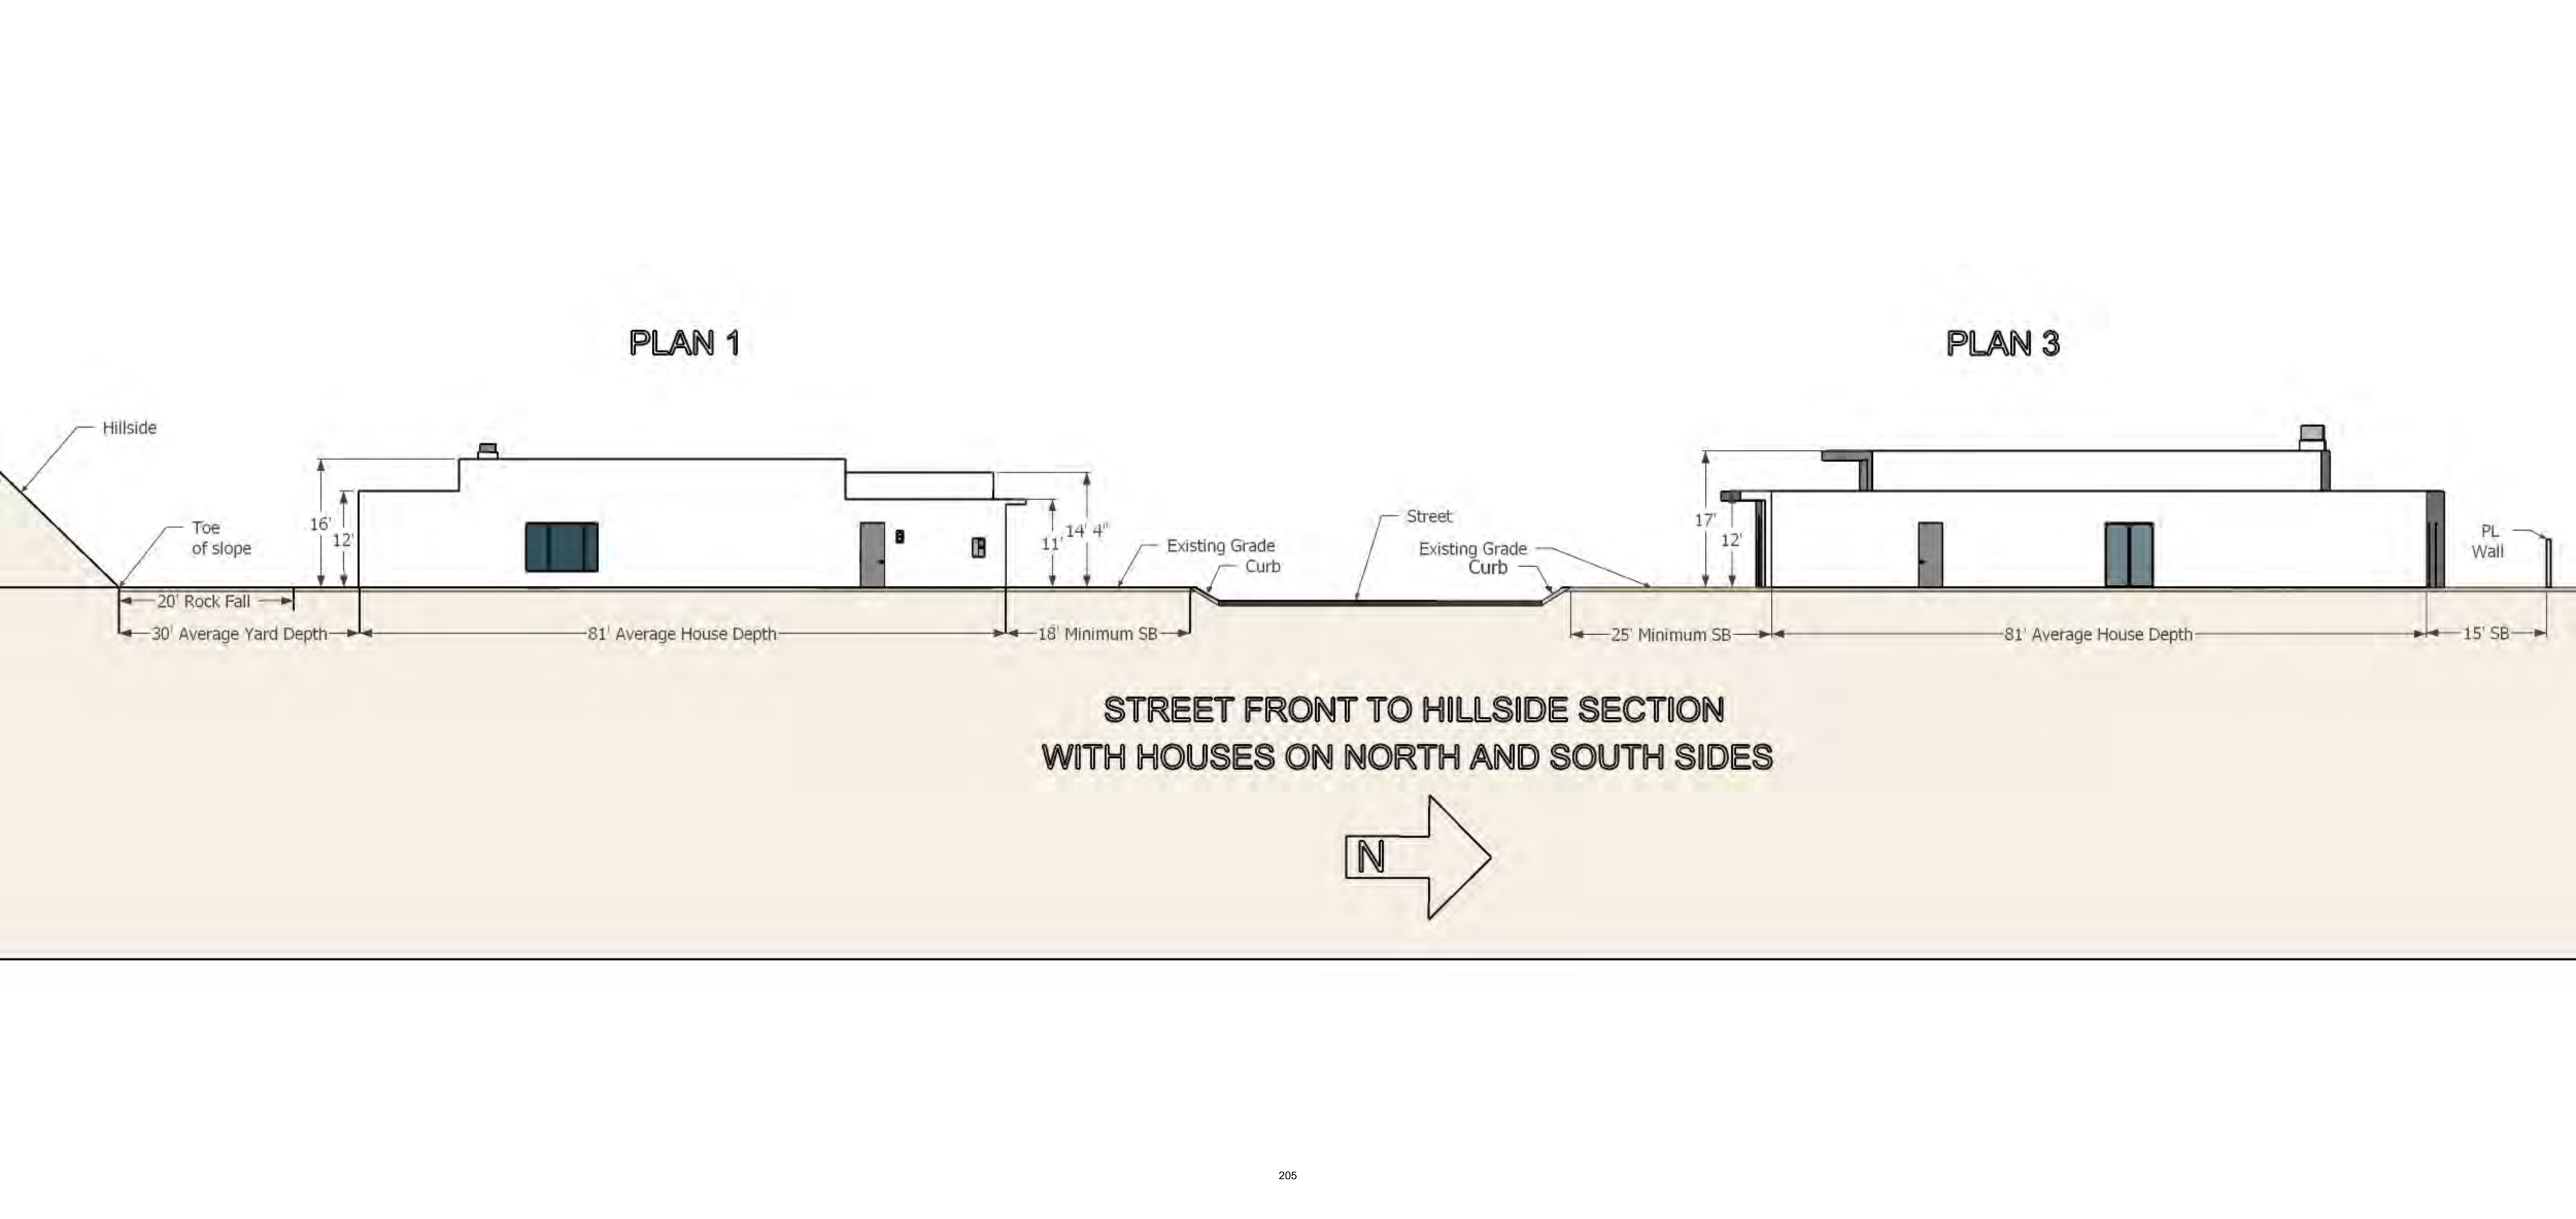 PLAN 1
PLAN 3
Hillside
Toe
of slope
16'
12'
11'
14' 4"
Existing Grade
Curb
Street
Existing Grade
Curb
17'
12'
PL
Wall
20' Rock Fall
30' Average Yard Depth
81' Average House Depth
18' Minimum SB
25' Minimum SB
81' Average House Depth
15' SB
STREET FRONT TO HILLSIDE SECTION
WITH HOUSES ON NORTH AND SOUTH SIDES
N
205